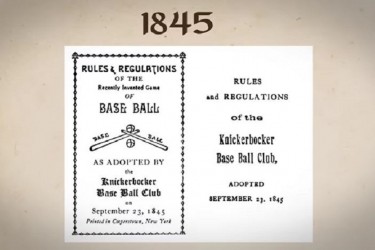 1845
RULES & REGULATIONS
OF THE
Recently Invented Game
OF
BASE BALL
BASE BALL
AS ADOPTED BY
the
Knickerbocker
Base Ball Club
on
September 23, 1845
Printed in Cooperstown, New York
RULES
and REGULATIONS
of the
Knickerbocker
Base Ball Club,
ADOPTED
SEPTEMBER 23, 1845